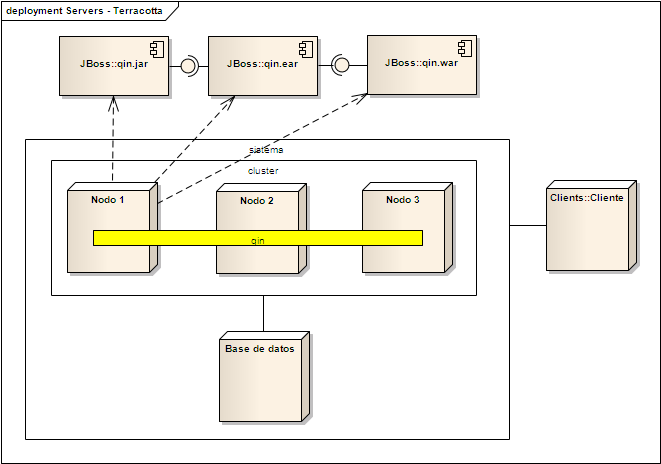 deployment Servers - Terracotta
JBoss::qin.jar
JBoss::qin.ear
JBoss::qin.war
sistema
cluster
Nodo 1
Nodo 2
Nodo 3
Clients::Cliente
qin
Base de datos